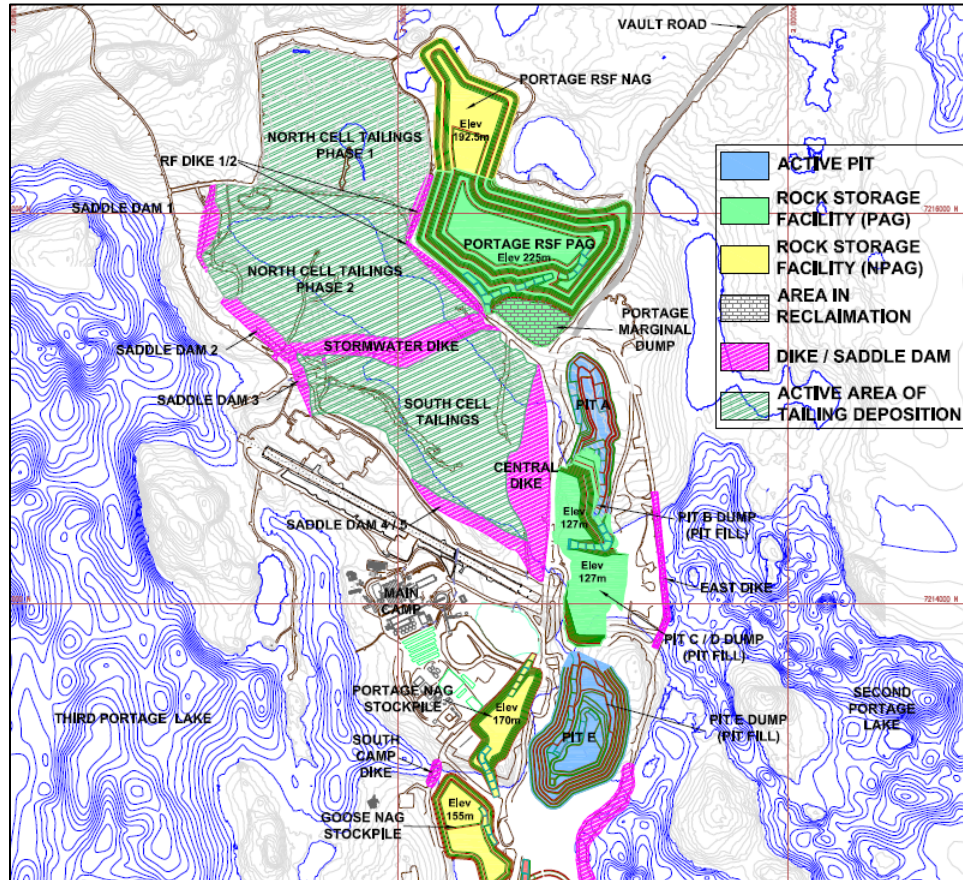 VAULT ROAD
PORTAGE RSF NAG
Elev
192.5m
NORTH CELL TAILINGS
PHASE 1
RF DIKE 1/2
SADDLE DAM 1
7216000 N
PORTAGE RSF PAG
Elev 225m
NORTH CELL TAILINGS
PHASE 2
PORTAGE
MARGINAL
DUMP
STORMWATER DIKE
SADDLE DAM 2
SADDLE DAM 3
SOUTH CELL
TAILINGS
PIT A
CENTRAL
DIKE
Elev
127m
SADDLE DAM 4 / 5
PIT B DUMP
(PIT FILL)
Elev
127m
EAST DIKE
MAIN
CAMP
7214000 N
PIT C / D DUMP
(PIT FILL)
PORTAGE NAG
STOCKPILE
Elev
170m
THIRD PORTAGE LAKE
SECOND
PORTAGE
LAKE
PIT E DUMP
(PIT FILL)
PIT E
SOUTH
CAMP
DIKE
Elev
155m
GOOSE NAG
STOCKPILE
ACTIVE PIT
ROCK STORAGE
FACILITY (PAG)
ROCK STORAGE
FACILITY (NPAG)
AREA IN
RECLAIMATION
DIKE / SADDLE DAM
ACTIVE AREA OF
TAILING DEPOSITION